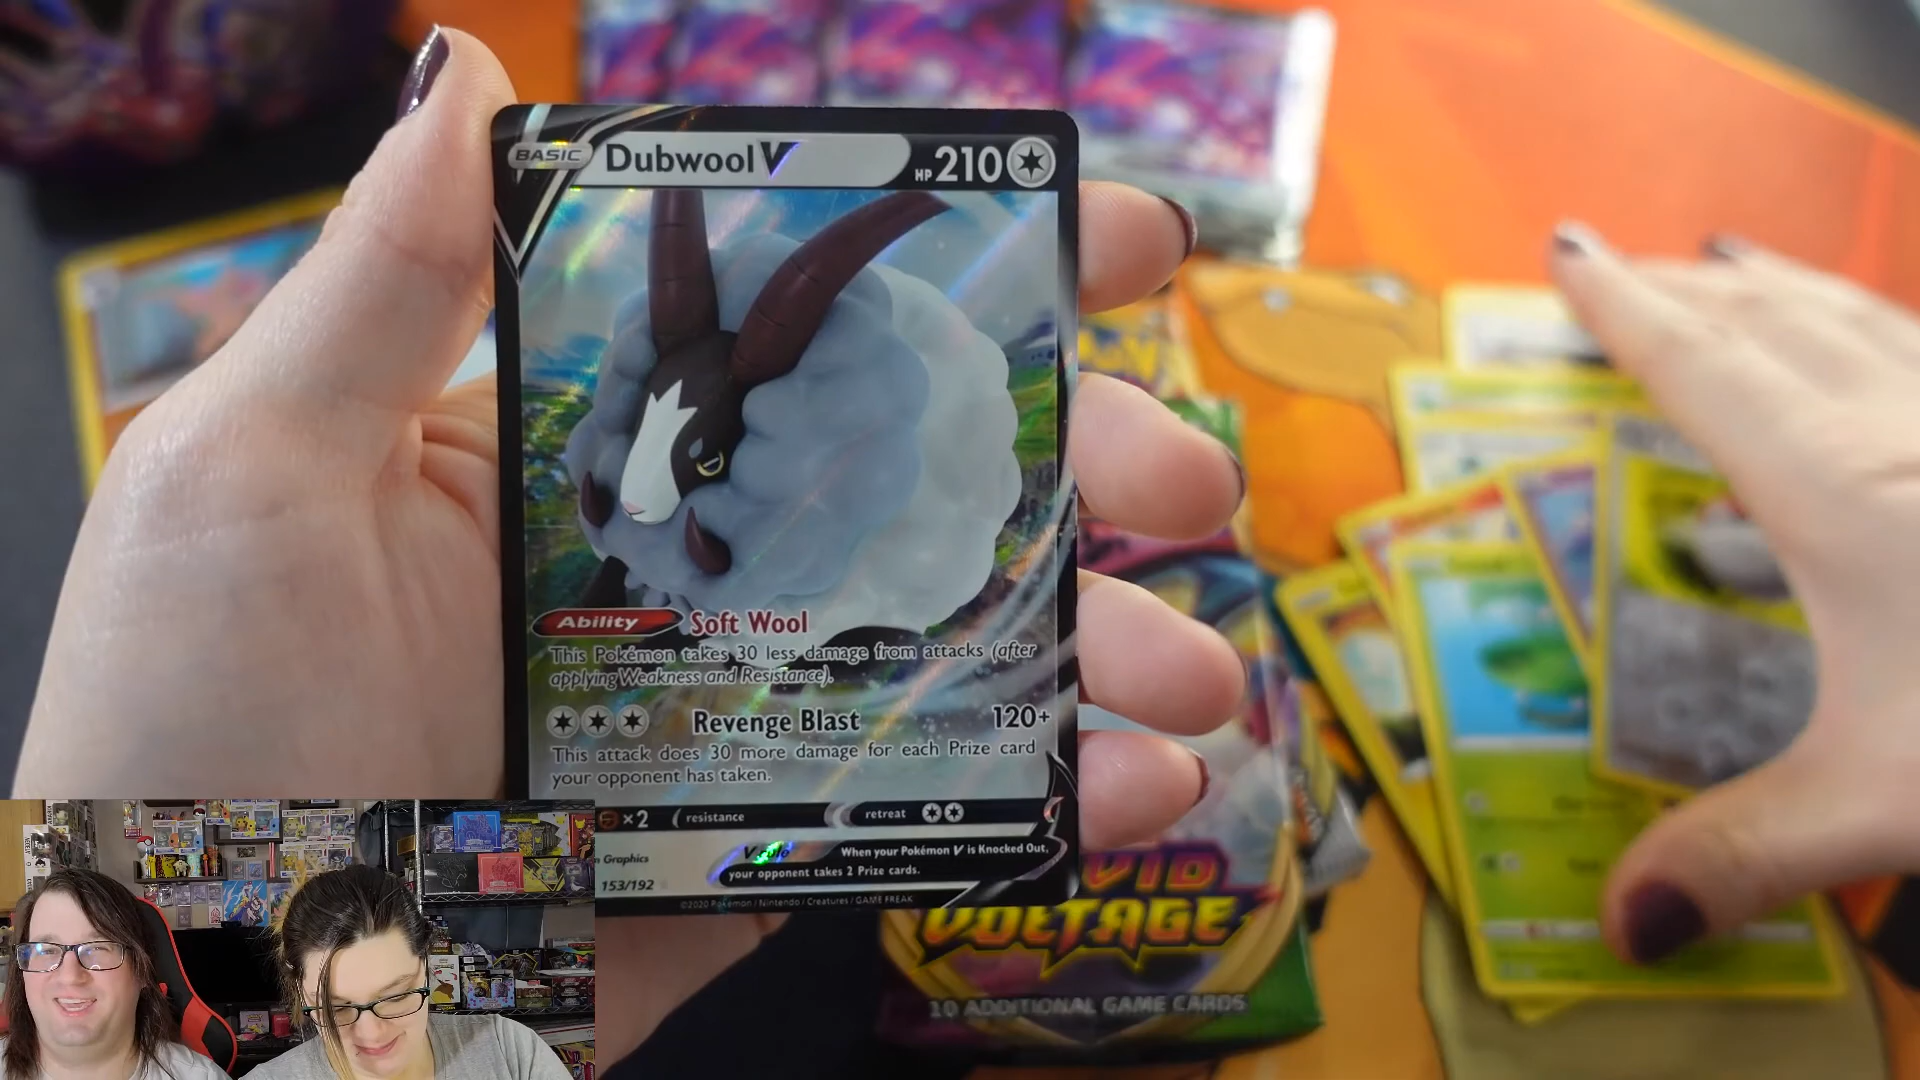 BASIC Dubwool V HP 210
Ability Soft Wool
This Pokémon takes 30 less damage from attacks (after
applying Weakness and Resistance).
Revenge Blast 120+
This attack does 30 more damage for each Prize card
your opponent has taken.
×2 resistance retreat
n Graphics
V rule When your Pokémon V is Knocked Out,
your opponent takes 2 Prize cards.
153/192
©2020 Pokémon / Nintendo / Creatures / GAME FREAK
VIVID
VOLTAGE
10 ADDITIONAL GAME CARDS